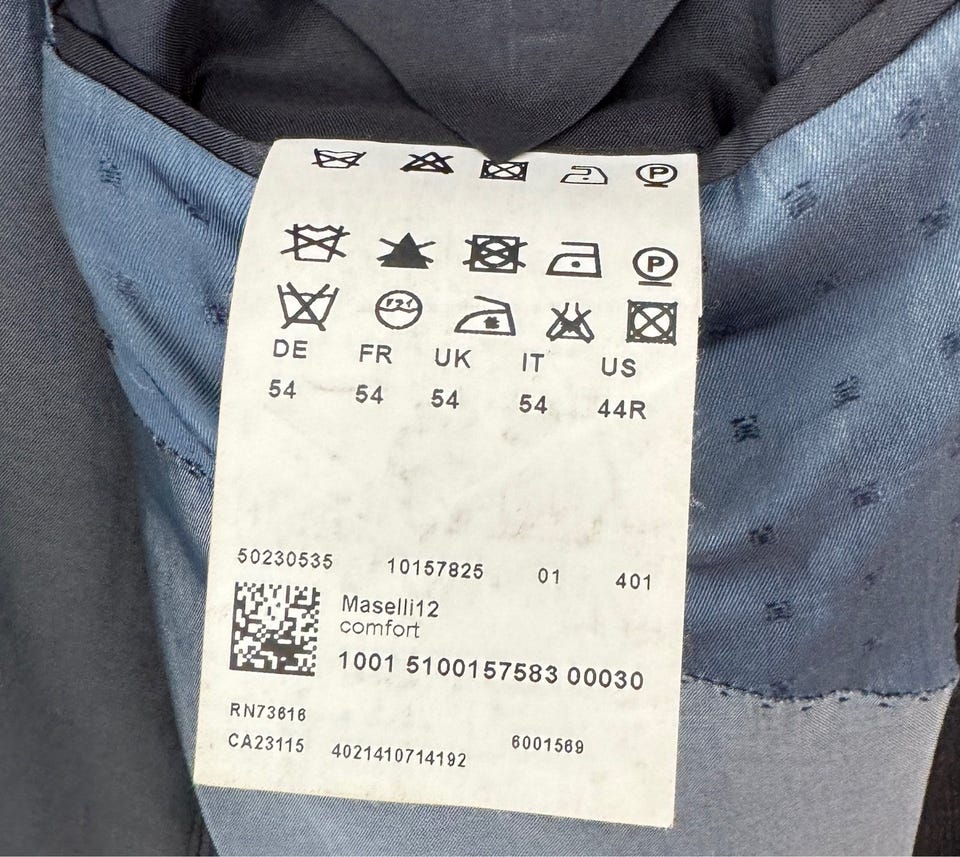 P
P
DE FR UK IT US
54 54 54 54 44R
50230535 10157825 01 401
Maselli12
comfort
1001 5100157583 00030
RN73616
CA23115 4021410714192 6001569